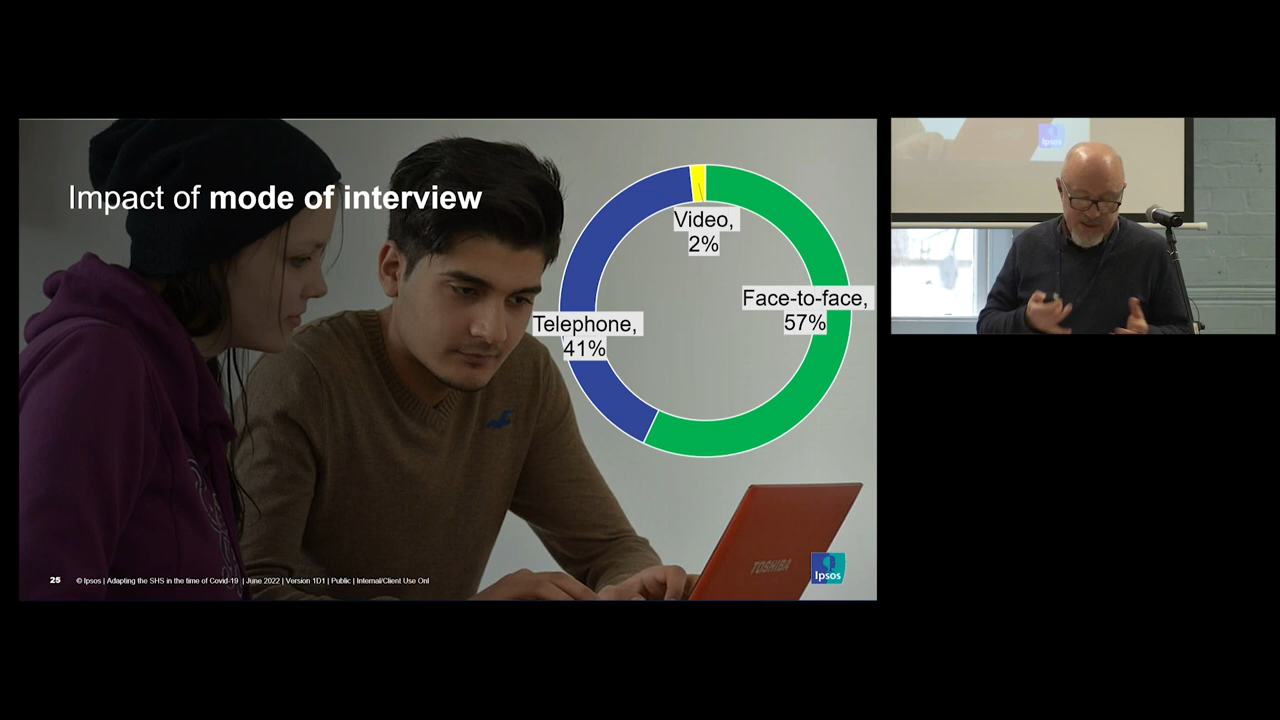 Impact of mode of interview
Video,
2%
Face-to-face,
57%
Telephone,
41%
TOSHIBA
25 © Ipsos | Adapting the SHS in the time of Covid-19 | June 2022 | Version 1D1 | Public | Internal/Client Use Onl
Ipsos
Ipsos